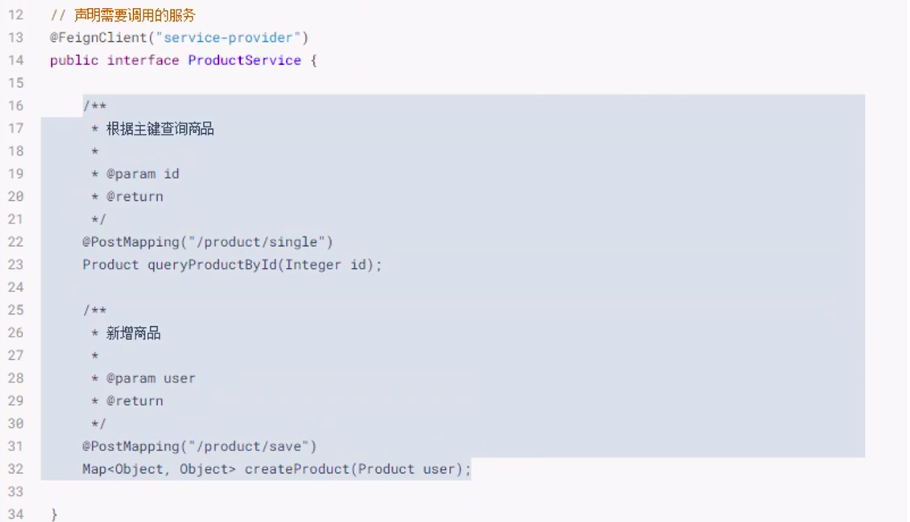 12 // 声明需要调用的服务
13 @FeignClient("service-provider")
14 public interface ProductService {
15
16 /**
17 * 根据主键查询商品
18 *
19 * @param id
20 * @return
21 */
22 @PostMapping("/product/single")
23 Product queryProductById(Integer id);
24
25 /**
26 * 新增商品
27 *
28 * @param user
29 * @return
30 */
31 @PostMapping("/product/save")
32 Map<Object, Object> createProduct(Product user);
33
34 }